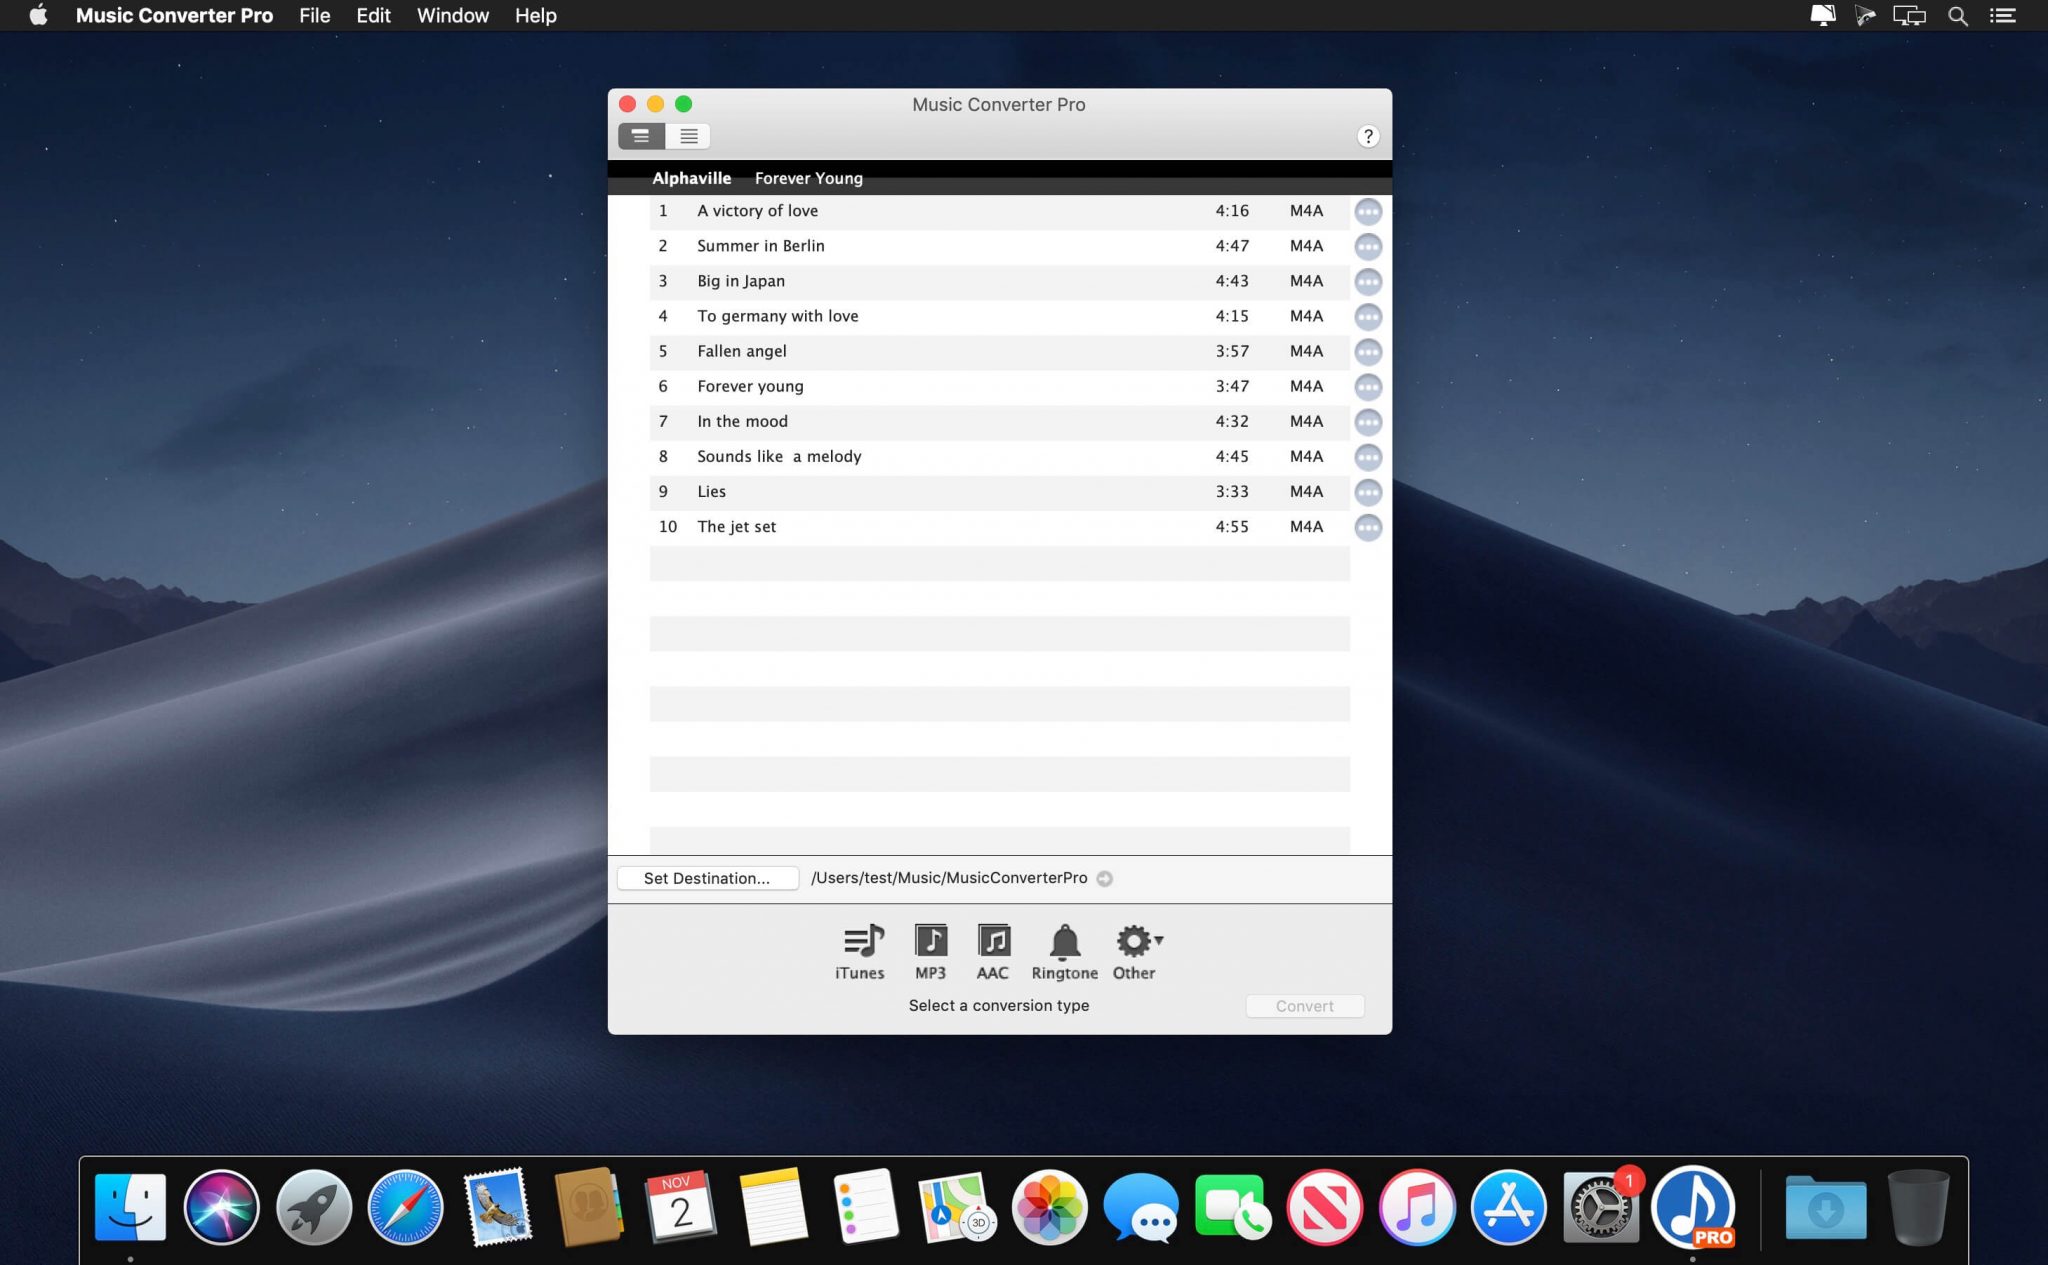 Music Converter Pro File Edit Window Help
Music Converter Pro
?
Alphaville Forever Young
1 A victory of love 4:16 M4A
2 Summer in Berlin 4:47 M4A
3 Big in Japan 4:43 M4A
4 To germany with love 4:15 M4A
5 Fallen angel 3:57 M4A
6 Forever young 3:47 M4A
7 In the mood 4:32 M4A
8 Sounds like  a melody 4:45 M4A
9 Lies 3:33 M4A
10 The jet set 4:55 M4A
Set Destination... /Users/test/Music/MusicConverterPro
iTunes MP3 AAC Ringtone Other
Select a conversion type Convert
NOV
2
3D
1
PRO